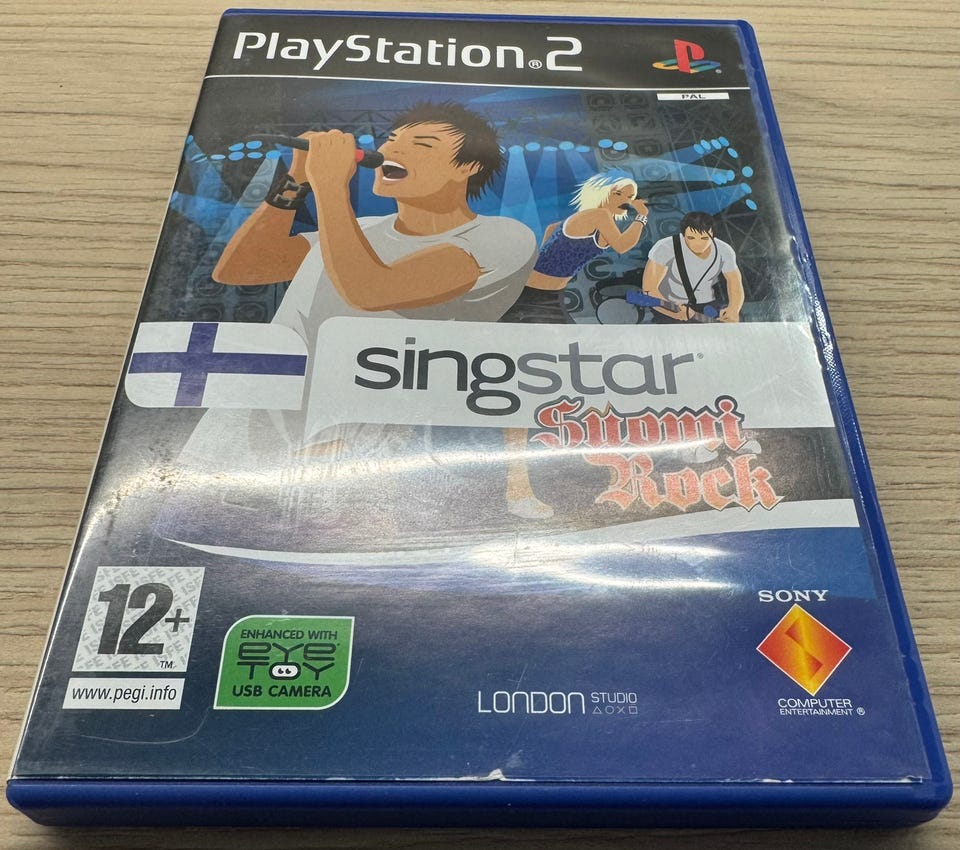 PlayStation®2
PAL
singstar®
Suomi
Rock
12+
TM
www.pegi.info
ENHANCED WITH
EYE
TOY
USB CAMERA
LONDON STUDIO
SONY
COMPUTER
ENTERTAINMENT ®